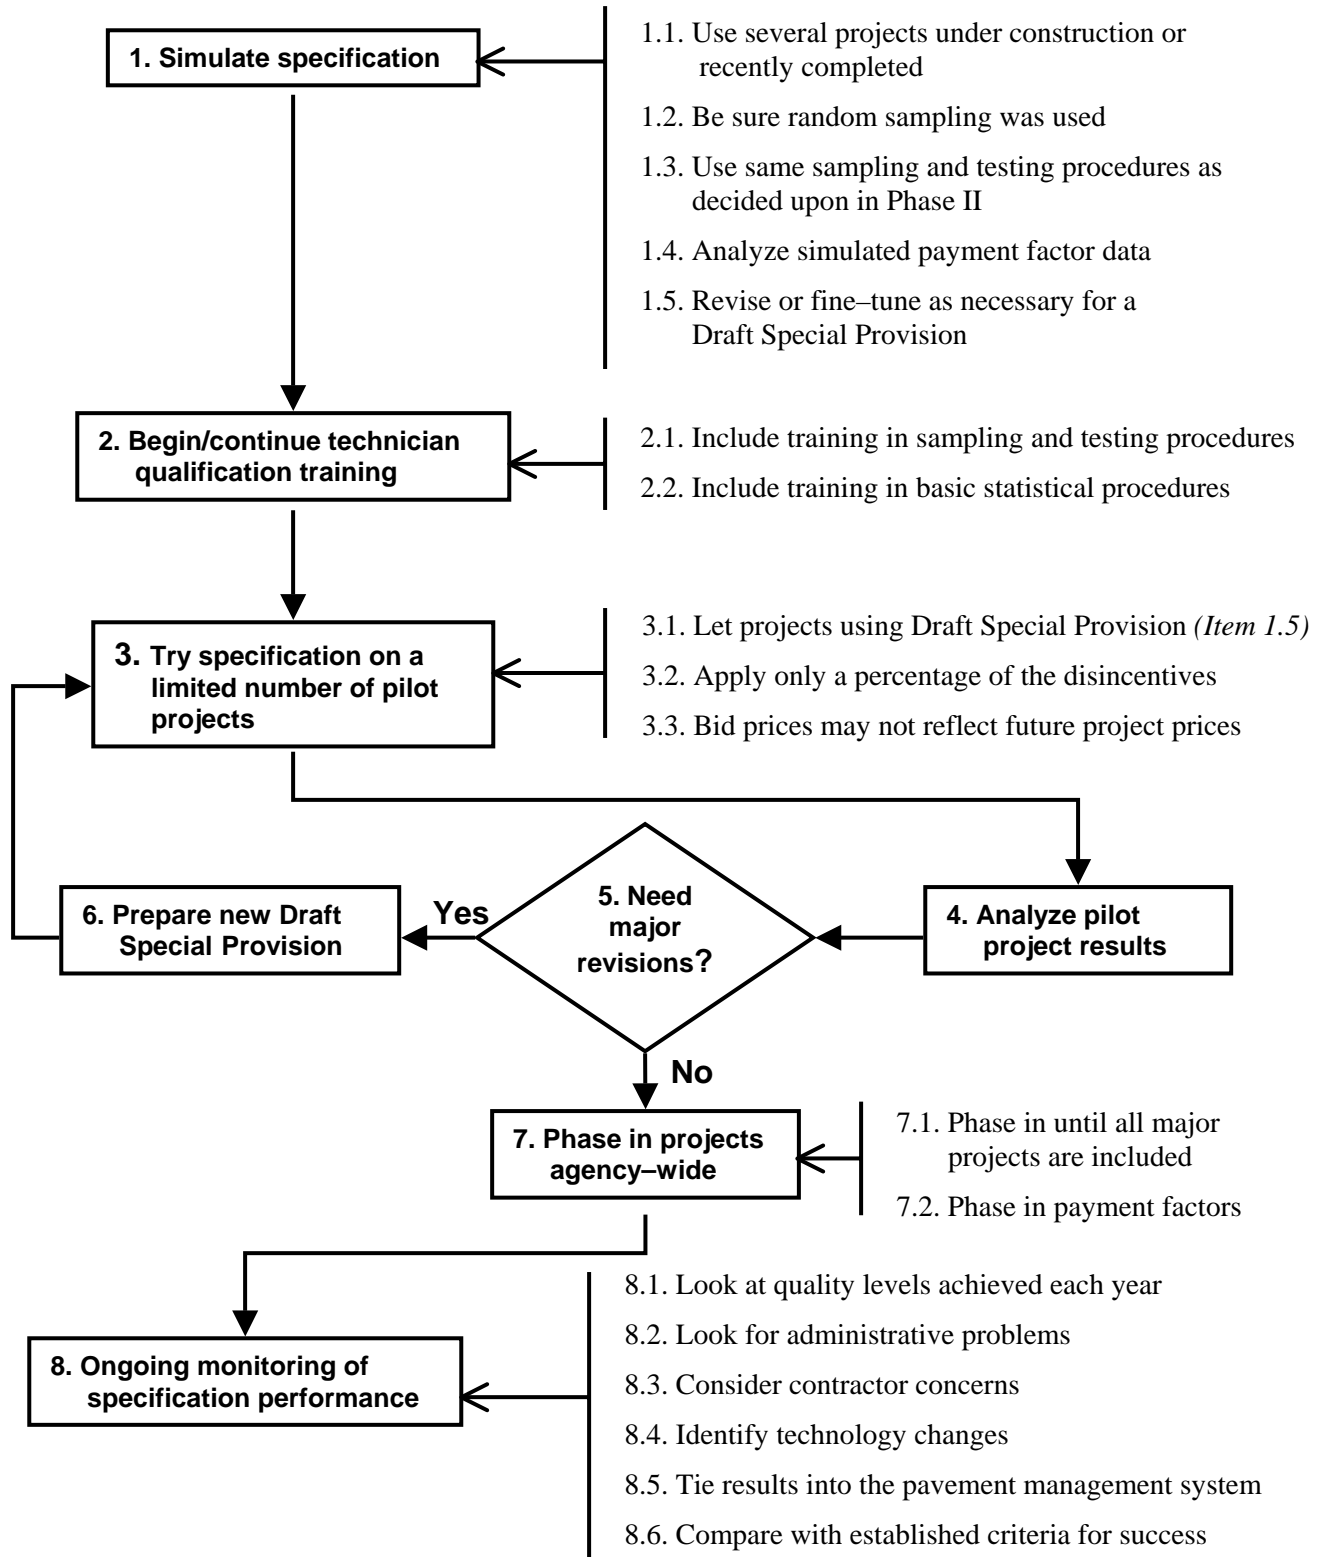 1. Simulate specification
1.1. Use several projects under construction or
recently completed
1.2. Be sure random sampling was used
1.3. Use same sampling and testing procedures as
decided upon in Phase II
1.4. Analyze simulated payment factor data
1.5. Revise or fine–tune as necessary for a
Draft Special Provision
2. Begin/continue technician
qualification training
2.1. Include training in sampling and testing procedures
2.2. Include training in basic statistical procedures
3. Try specification on a
limited number of pilot
projects
3.1. Let projects using Draft Special Provision (Item 1.5)
3.2. Apply only a percentage of the disincentives
3.3. Bid prices may not reflect future project prices
4. Analyze pilot
project results
5. Need
major
revisions?
Yes
6. Prepare new Draft
Special Provision
No
7. Phase in projects
agency–wide
7.1. Phase in until all major
projects are included
7.2. Phase in payment factors
8. Ongoing monitoring of
specification performance
8.1. Look at quality levels achieved each year
8.2. Look for administrative problems
8.3. Consider contractor concerns
8.4. Identify technology changes
8.5. Tie results into the pavement management system
8.6. Compare with established criteria for success